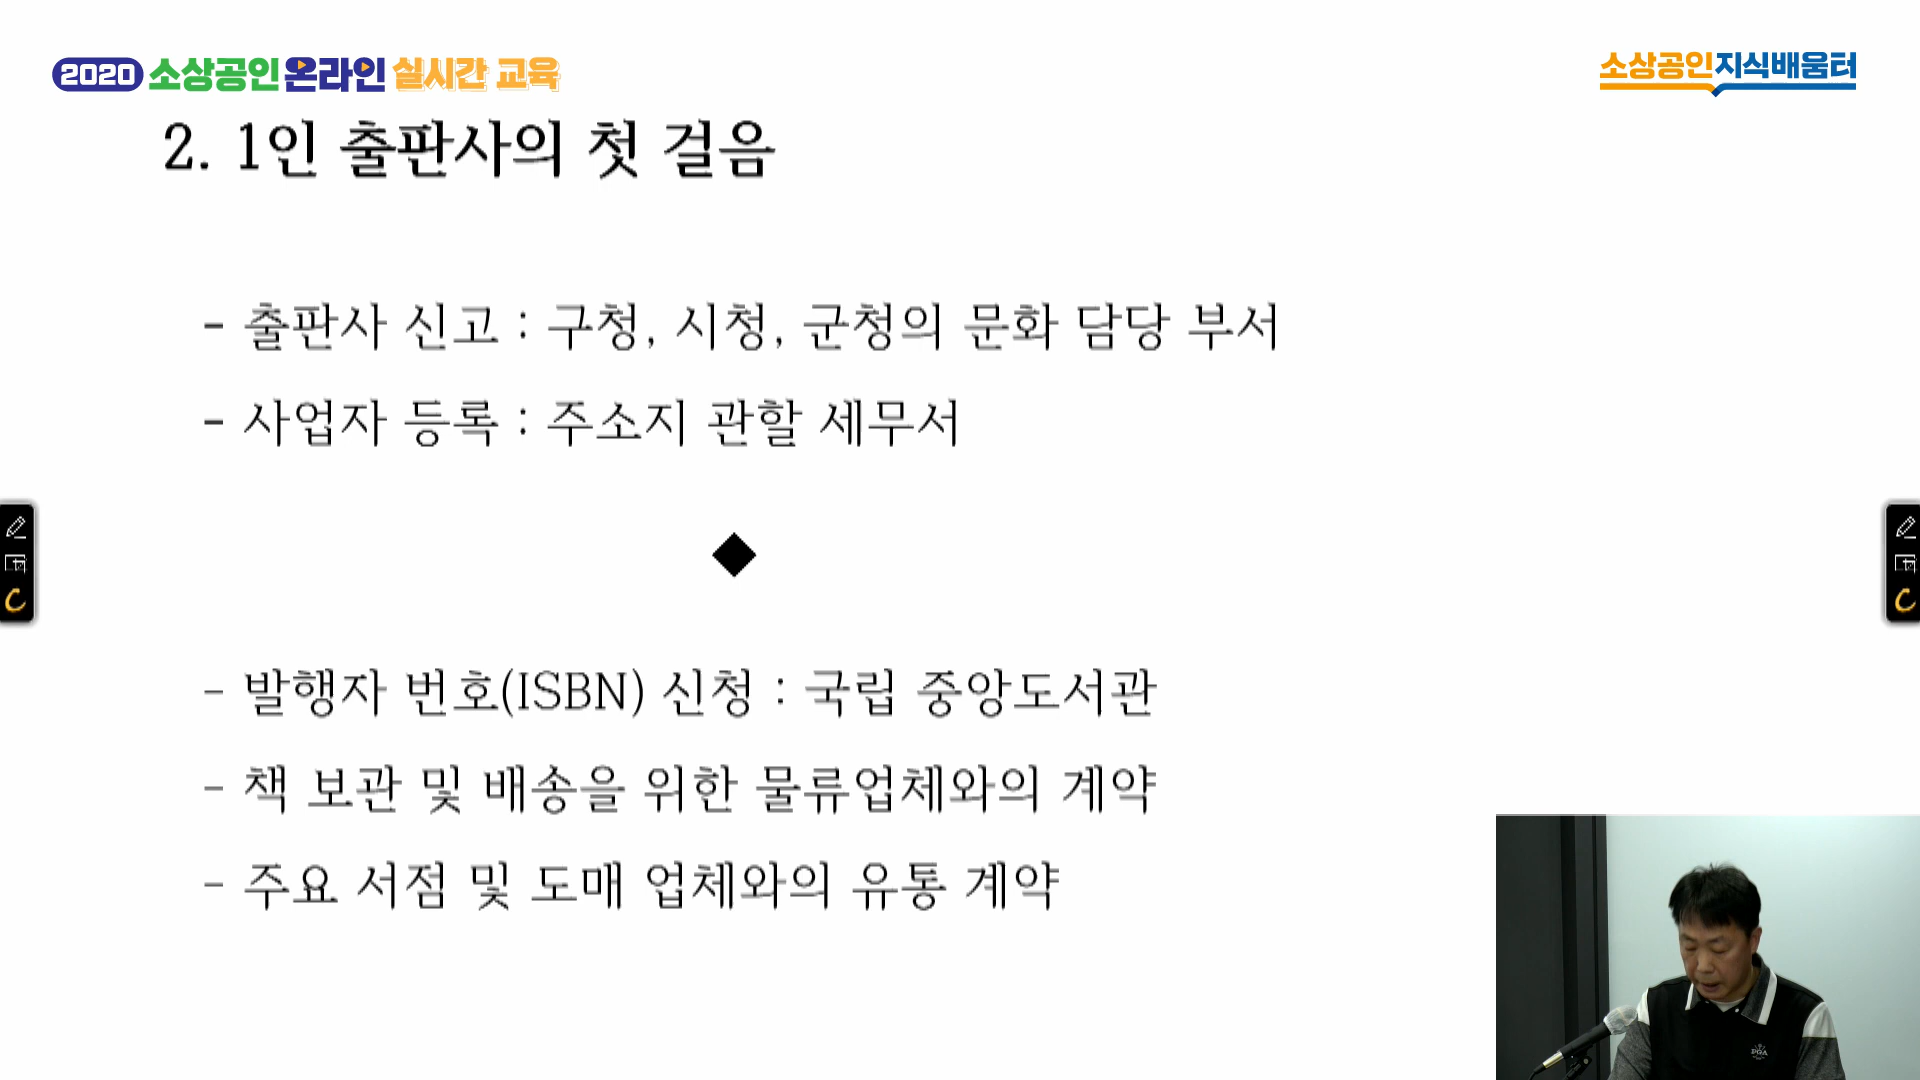 2020 소상공인 온라인 실시간 교육
소상공인지식배움터
2. 1인 출판사의 첫 걸음
- 출판사 신고 : 구청, 시청, 군청의 문화 담당 부서
- 사업자 등록 : 주소지 관할 세무서
- 발행자 번호(ISBN) 신청 : 국립 중앙도서관
- 책 보관 및 배송을 위한 물류업체와의 계약
- 주요 서점 및 도매 업체와의 유통 계약
PGA